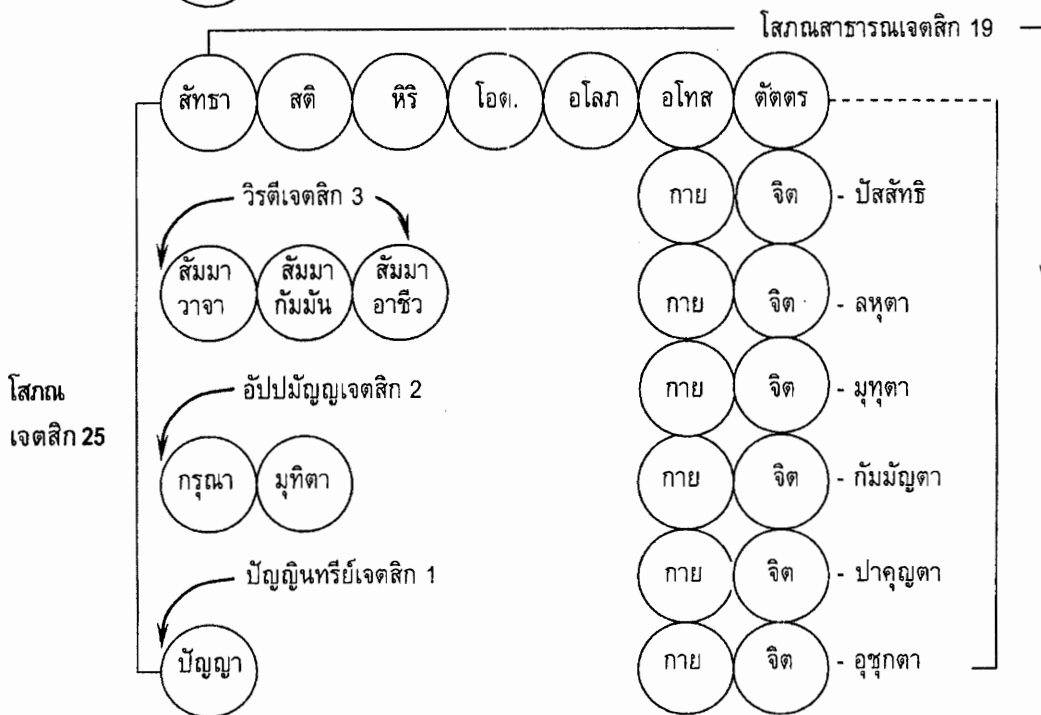 โสภณสาธารณเจตสิก 19
สัทธา สติ หิริ โอต. อโลภ อโทส ตัตตร
กาย จิต - ปัสสัทธิ
วิรตีเจตสิก 3
สัมมา วาจา
สัมมา กัมมัน
สัมมา อาชีว
กาย จิต - ลหุตา
โสภณ
เจตสิก 25
อัปปมัญญเจตสิก 2
กาย จิต - มุทุตา
กรุณา มุทิตา
กาย จิต - กัมมัญตา
ปัญญินทรีย์เจตสิก 1
กาย จิต - ปาคุญตา
ปัญญา
กาย จิต - อุชุกตา